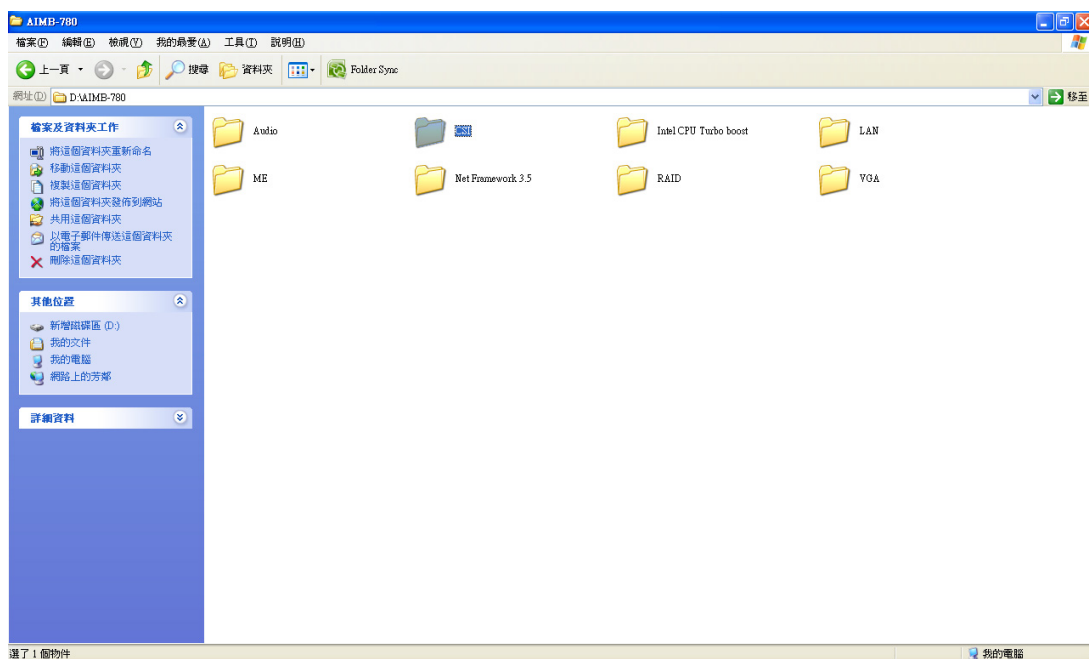 AIMB-780
檔案(F) 編輯(E) 檢視(V) 我的最愛(A) 工具(T) 說明(H)
上一頁 搜尋 資料夾 Folder Sync
網址(D) D:\AIMB-780 移至
檔案及資料夾工作
將這個資料夾重新命名
移動這個資料夾
複製這個資料夾
將這個資料夾發佈到網站
共用這個資料夾
以電子郵件傳送這個資料夾
的檔案
刪除這個資料夾
其他位置
新增磁碟區 (D:)
我的文件
我的電腦
網路上的芳鄰
詳細資料
Audio CSI Intel CPU Turbo boost LAN
ME Net Framework 3.5 RAID VGA
選了 1 個物件 我的電腦